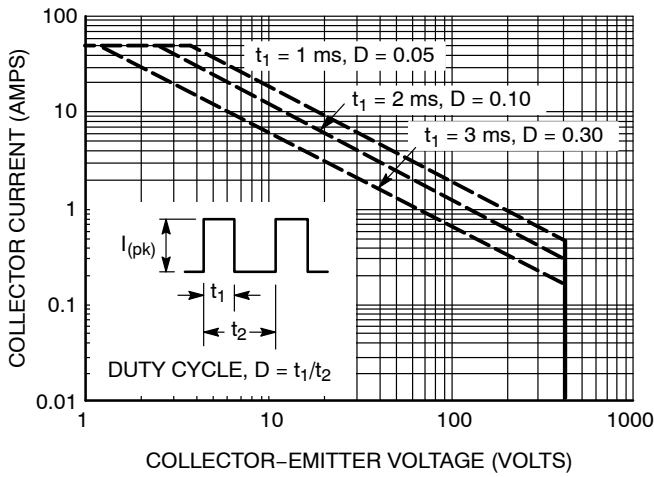 COLLECTOR CURRENT (AMPS)
100
10
1
0.1
0.01
t1 = 1 ms, D = 0.05
t1 = 2 ms, D = 0.10
t1 = 3 ms, D = 0.30
I(pk)
t1
t2
DUTY CYCLE, D = t1/t2
1
10
100
1000
COLLECTOR−EMITTER VOLTAGE (VOLTS)